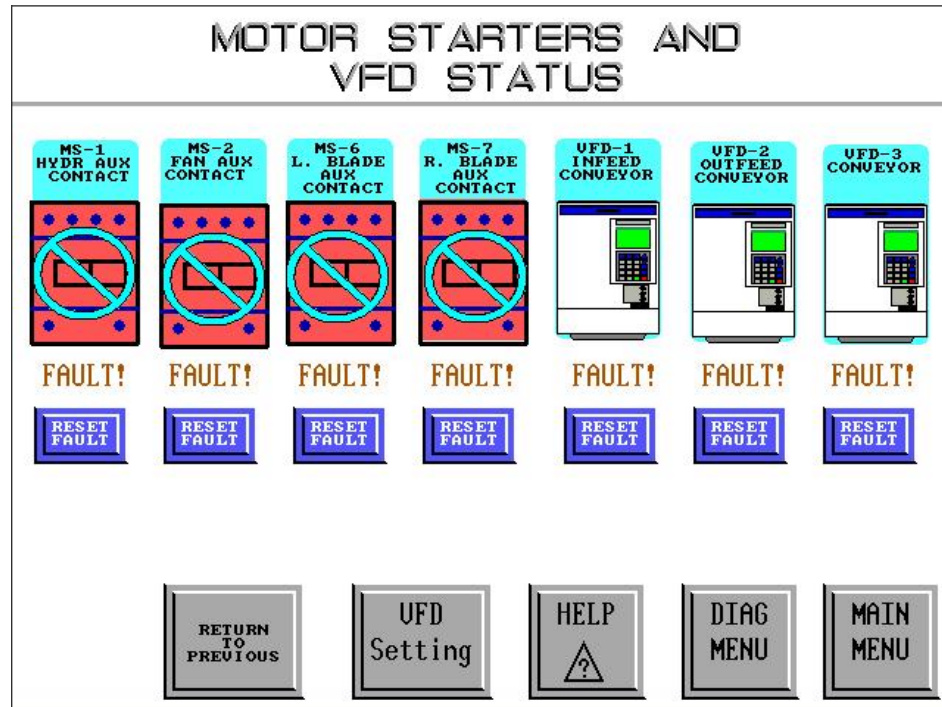 MOTOR STARTERS AND
VFD STATUS
MS-1
HYDR AUX
CONTACT
MS-2
FAN AUX
CONTACT
MS-6
L. BLADE
AUX
CONTACT
MS-7
R. BLADE
AUX
CONTACT
VFD-1
INFEED
CONVEYOR
VFD-2
OUTFEED
CONVEYOR
VFD-3
CONVEYOR
FAULT!
FAULT!
FAULT!
FAULT!
FAULT!
FAULT!
FAULT!
RESET
FAULT
RESET
FAULT
RESET
FAULT
RESET
FAULT
RESET
FAULT
RESET
FAULT
RESET
FAULT
RETURN
TO
PREVIOUS
VFD
Setting
HELP
?
DIAG
MENU
MAIN
MENU